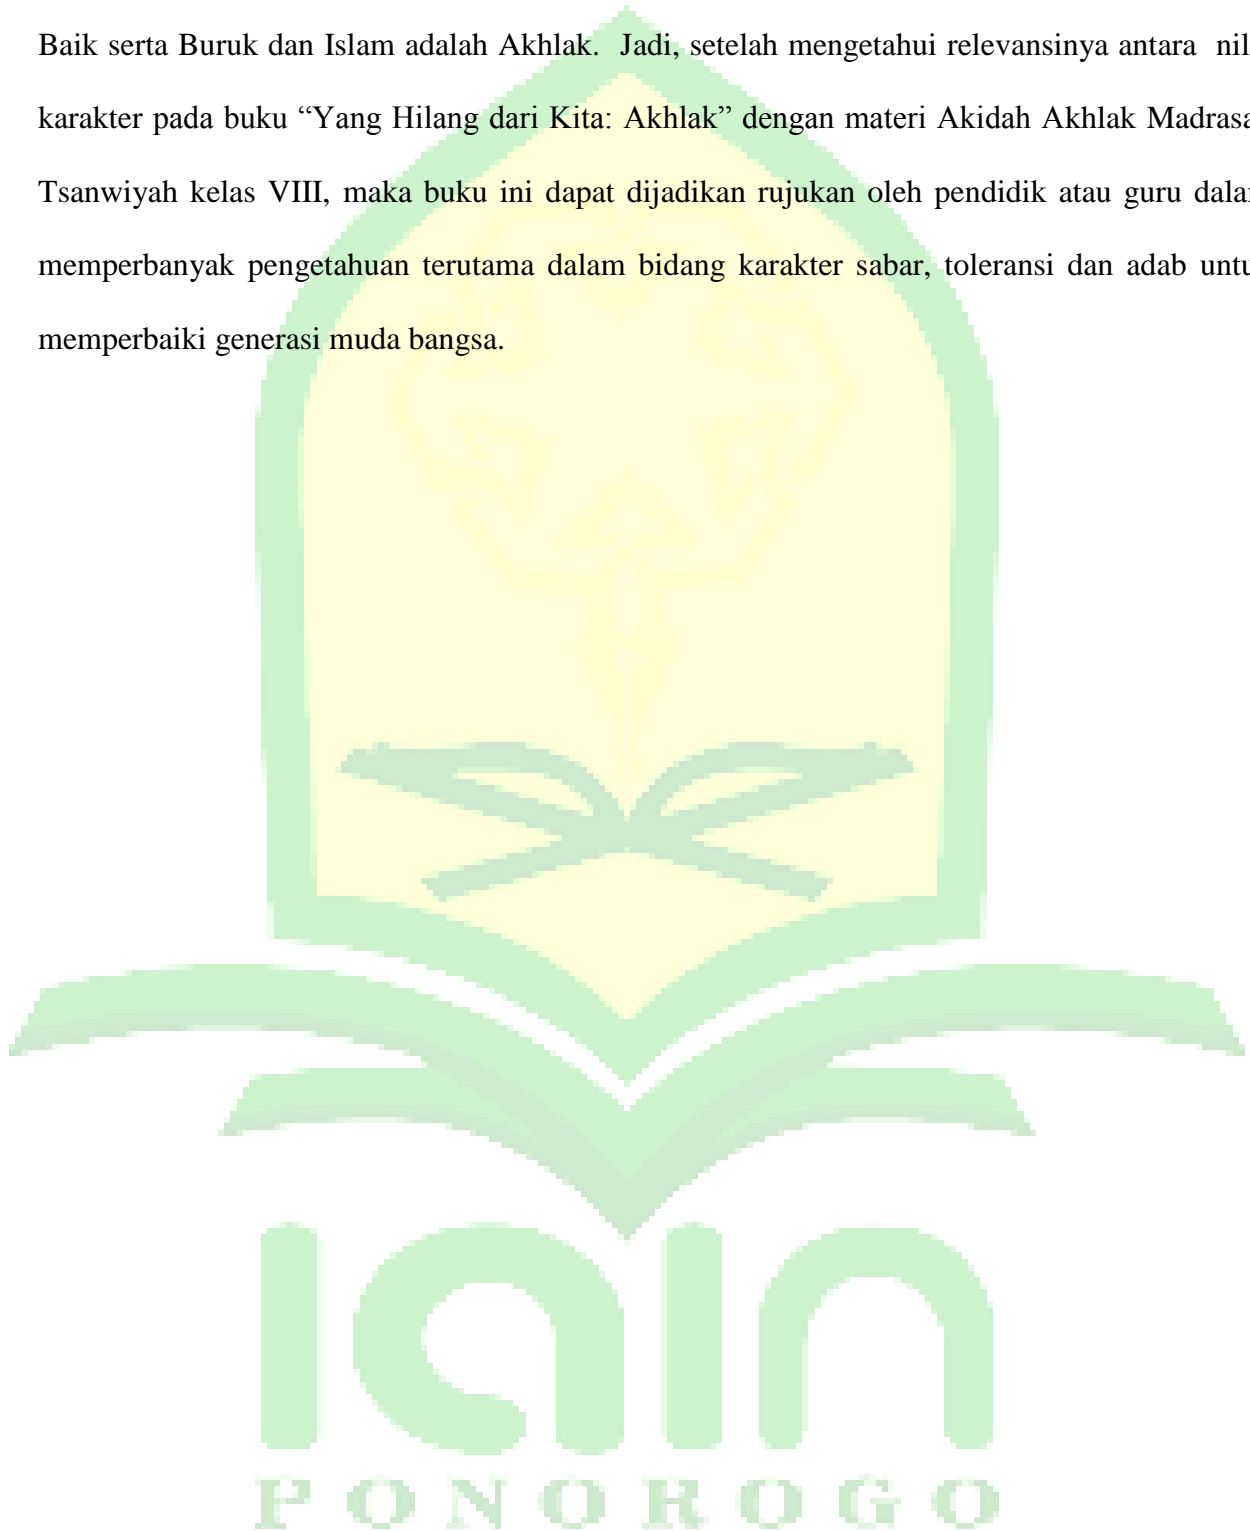 Baik serta Buruk dan Islam adalah Akhlak. Jadi, setelah mengetahui relevansinya antara nil
karakter pada buku “Yang Hilang dari Kita: Akhlak” dengan materi Akidah Akhlak Madrasa
Tsanwiyah kelas VIII, maka buku ini dapat dijadikan rujukan oleh pendidik atau guru dalam
memperbanyak pengetahuan terutama dalam bidang karakter sabar, toleransi dan adab untu
memperbaiki generasi muda bangsa.
iain
PONOROGO